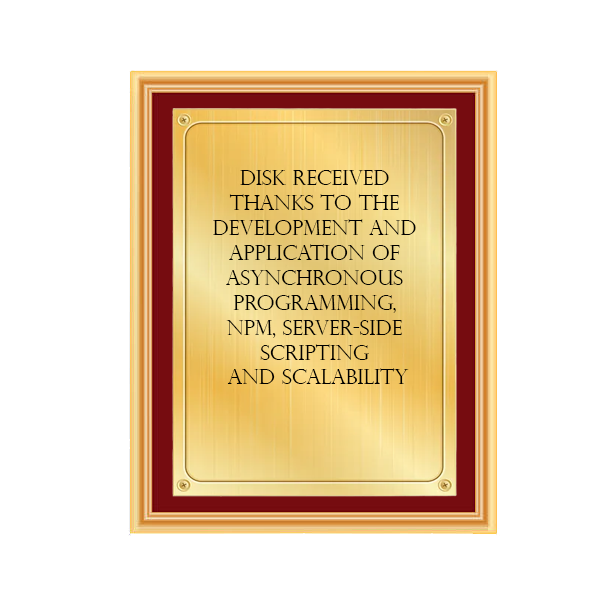 DISK RECEIVED
THANKS TO THE
DEVELOPMENT AND
APPLICATION OF
ASYNCHRONOUS
PROGRAMMING,
NPM, SERVER-SIDE
SCRIPTING
AND SCALABILITY